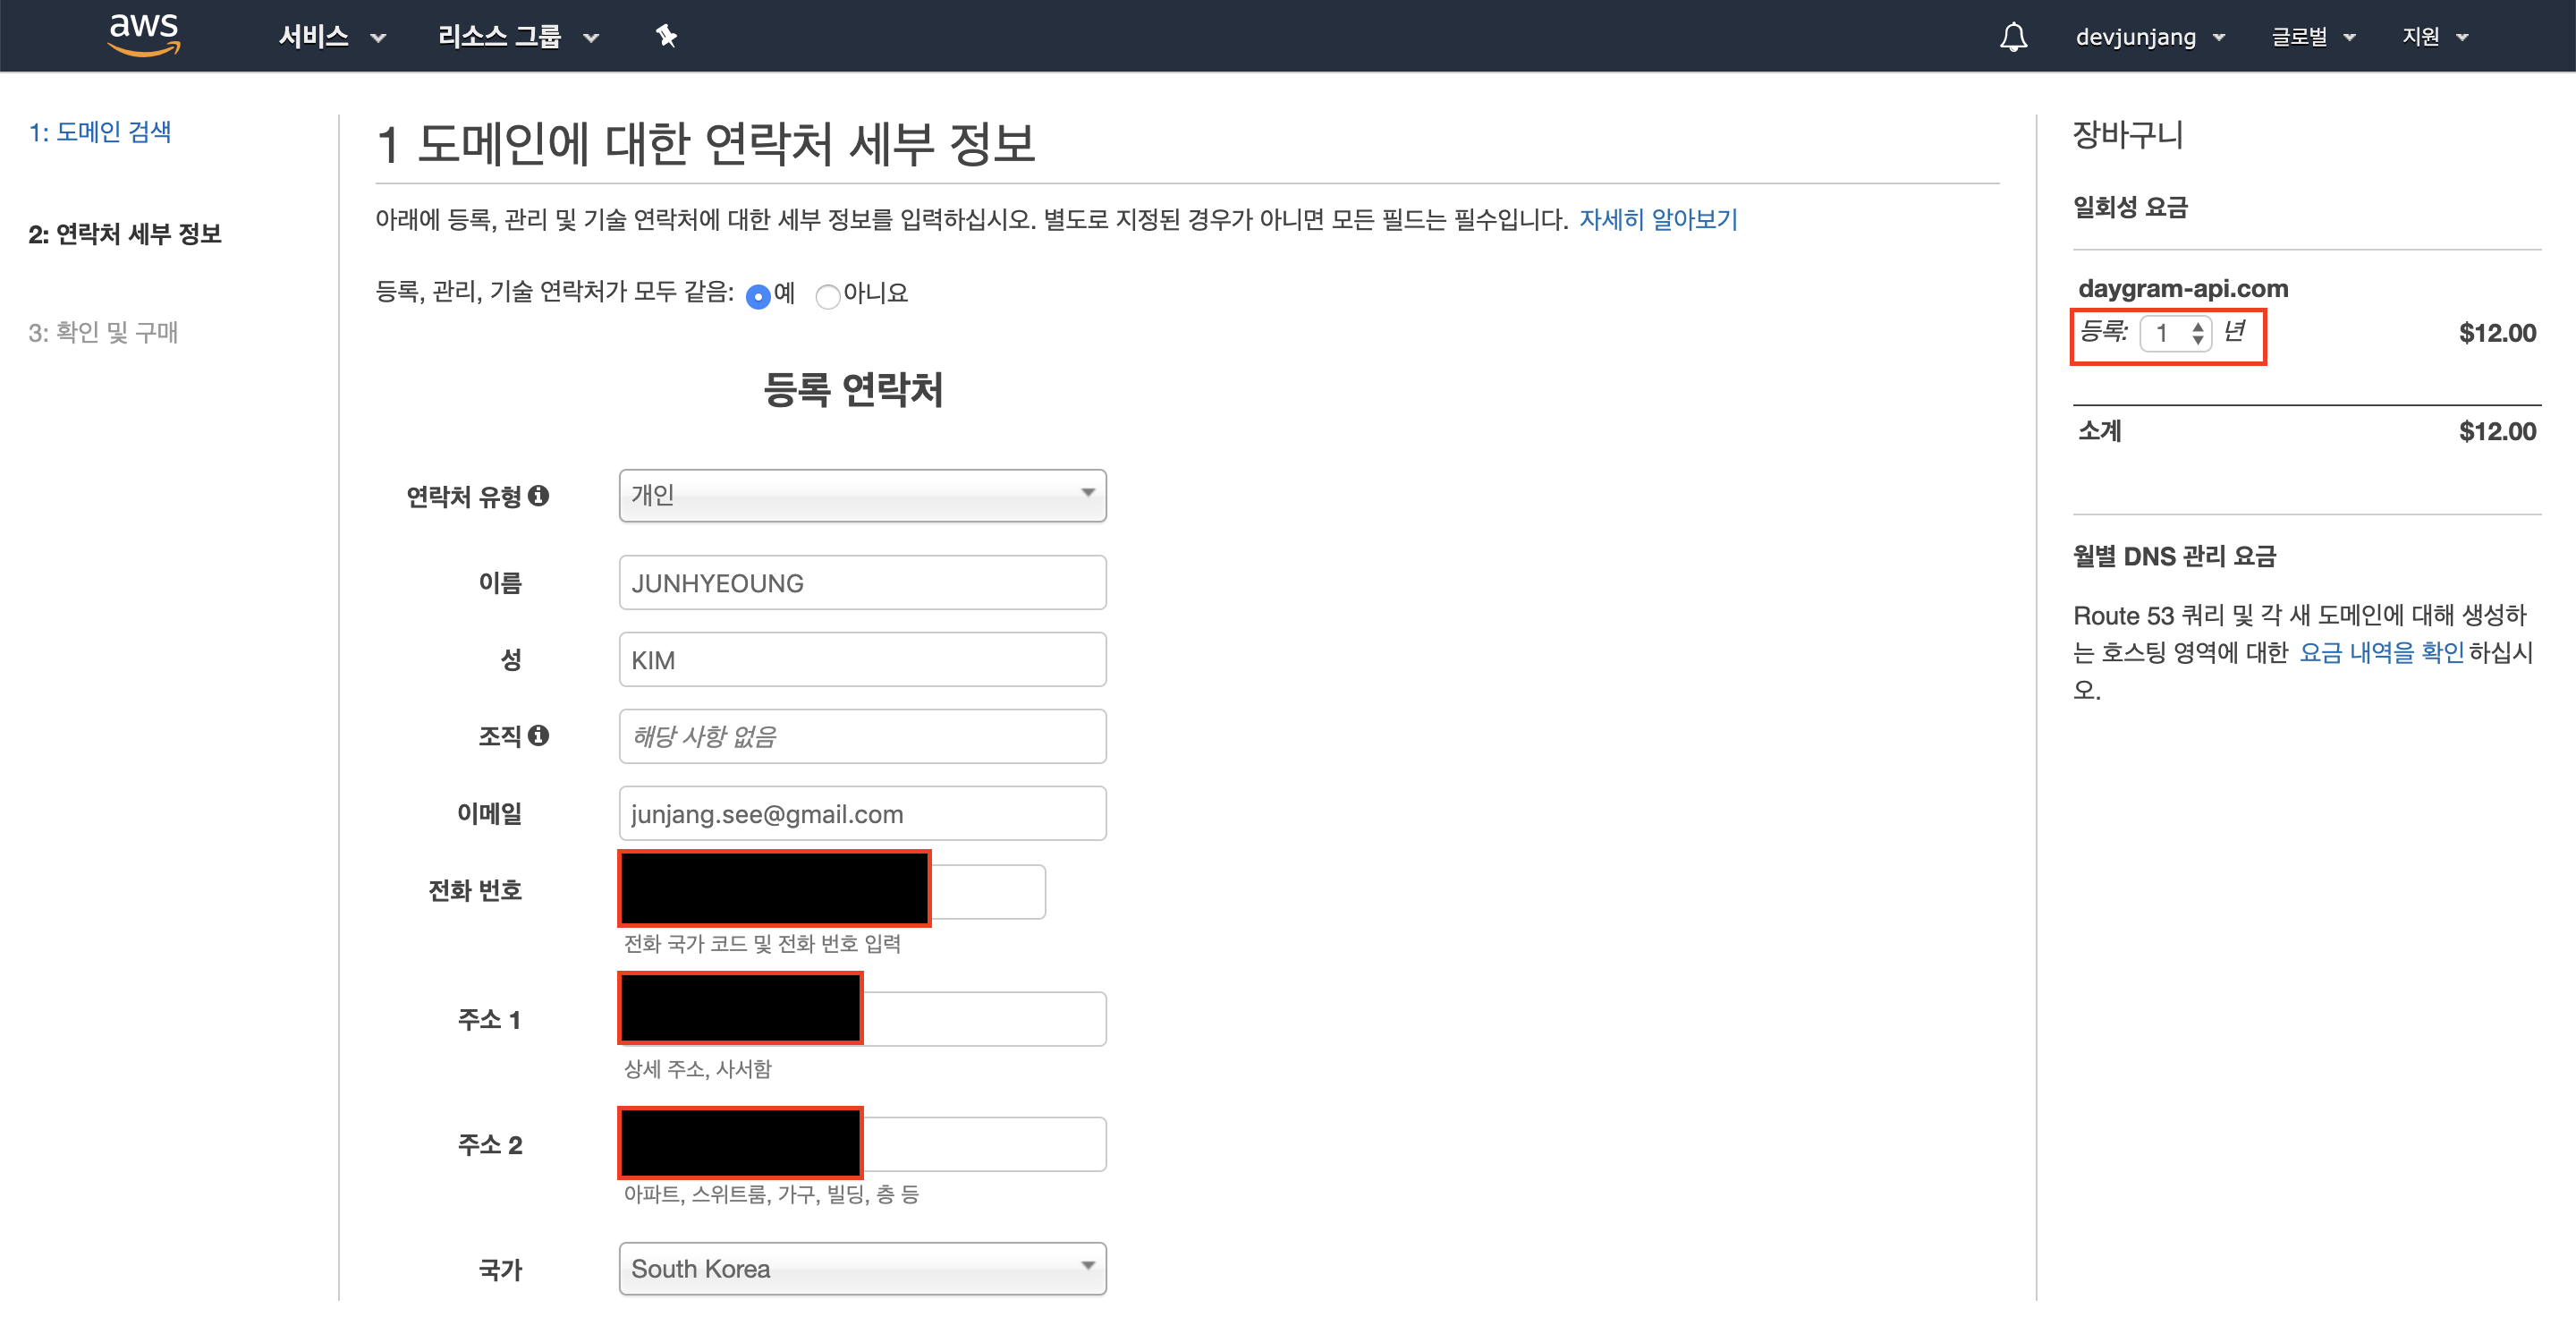 aws 서비스 리소스 그룹 devjunjang 글로벌 지원
1: 도메인 검색
2: 연락처 세부 정보
3: 확인 및 구매
1 도메인에 대한 연락처 세부 정보
아래에 등록, 관리 및 기술 연락처에 대한 세부 정보를 입력하십시오. 별도로 지정된 경우가 아니면 모든 필드는 필수입니다. 자세히 알아보기
등록, 관리, 기술 연락처가 모두 같음: 예 아니요
등록 연락처
연락처 유형 개인
이름 JUNHYEOUNG
성 KIM
조직 해당 사항 없음
이메일 junjang.see@gmail.com
전화 번호
전화 국가 코드 및 전화 번호 입력
주소 1
상세 주소, 사서함
주소 2
아파트, 스위트룸, 가구, 빌딩, 층 등
국가 South Korea
장바구니
일회성 요금
daygram-api.com
등록: 1 년 $12.00
소계 $12.00
월별 DNS 관리 요금
Route 53 쿼리 및 각 새 도메인에 대해 생성하
는 호스팅 영역에 대한 요금 내역을 확인하십시
오.